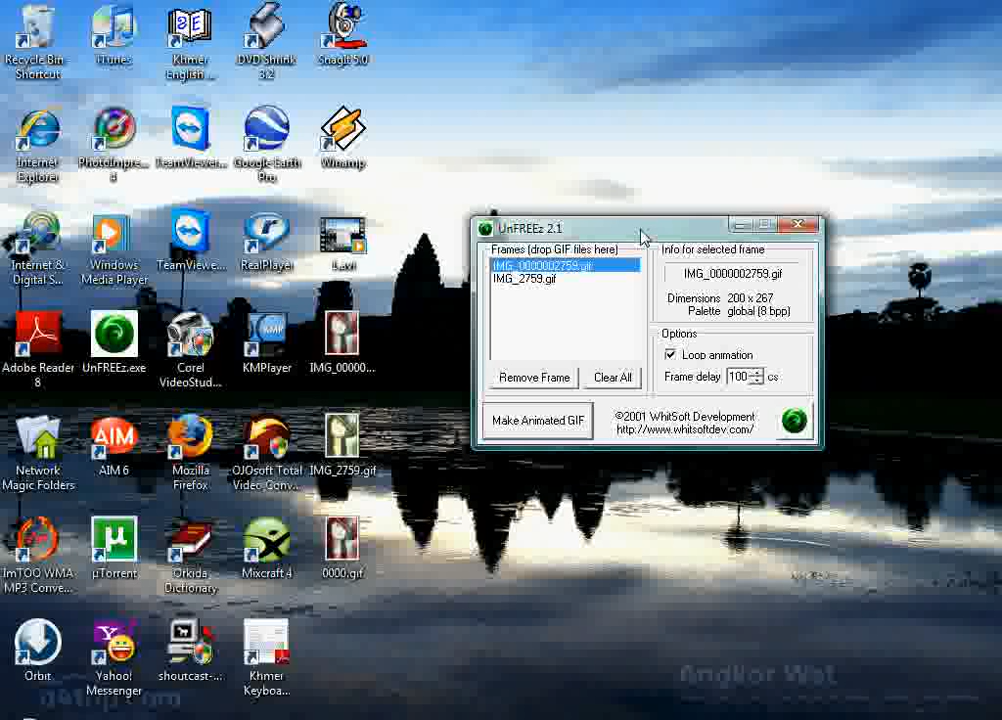 Recycle Bin
Shortcut
iTunes
Khmer
English ...
DVD Shrink
3.2
SnagIt 5.0
Internet
Explorer
PhotoImpre...
4
TeamViewer...
Google Earth
Pro
Winamp
Internet &
Digital S...
Windows
Media Player
TeamViewe...
RealPlayer
1.avi
Adobe Reader
8
UnFREEz.exe
Corel
VideoStud...
KMPlayer
IMG_00000...
Network
Magic Folders
AIM 6
Mozilla
Firefox
OJOsoft Total
Video Conv...
IMG_2759.gif
ImTOO WMA
MP3 Conve...
µTorrent
Orkida
Dictionary
Mixcraft 4
0000.gif
Orbit
Yahoo!
Messenger
shoutcast-...
Khmer
Keyboa...
UnFREEz 2.1
Frames (drop GIF files here)
IMG_0000002759.gif
IMG_2759.gif
Remove Frame
Clear All
Make Animated GIF
Info for selected frame
IMG_0000002759.gif
Dimensions 200 x 267
Palette global (8 bpp)
Options
Loop animation
Frame delay 100 cs
©2001 WhitSoft Development
http://www.whitsoftdev.com/
Angkor Wat